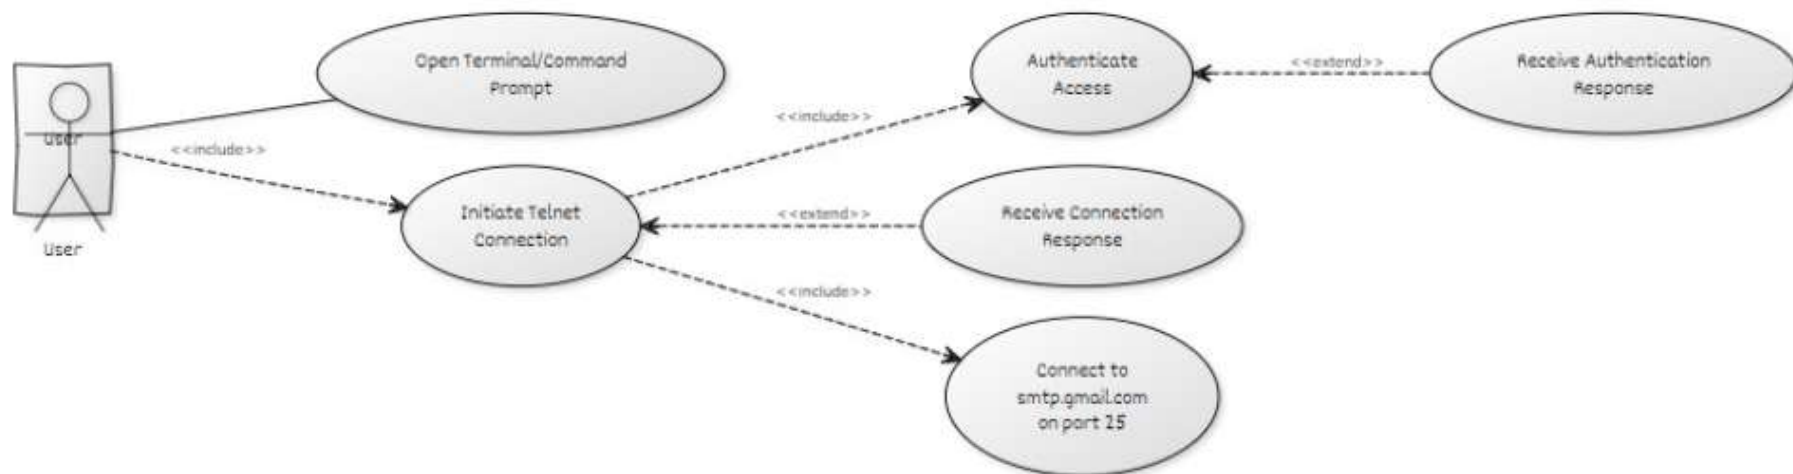 Open Terminal/Command
Prompt
Authenticate
Access
<<extend>>
Receive Authentication
Response
User
User
<<include>>
<<include>>
Initiate Telnet
Connection
<<extend>>
Receive Connection
Response
<<include>>
Connect to
smtp.gmail.com
on port 25